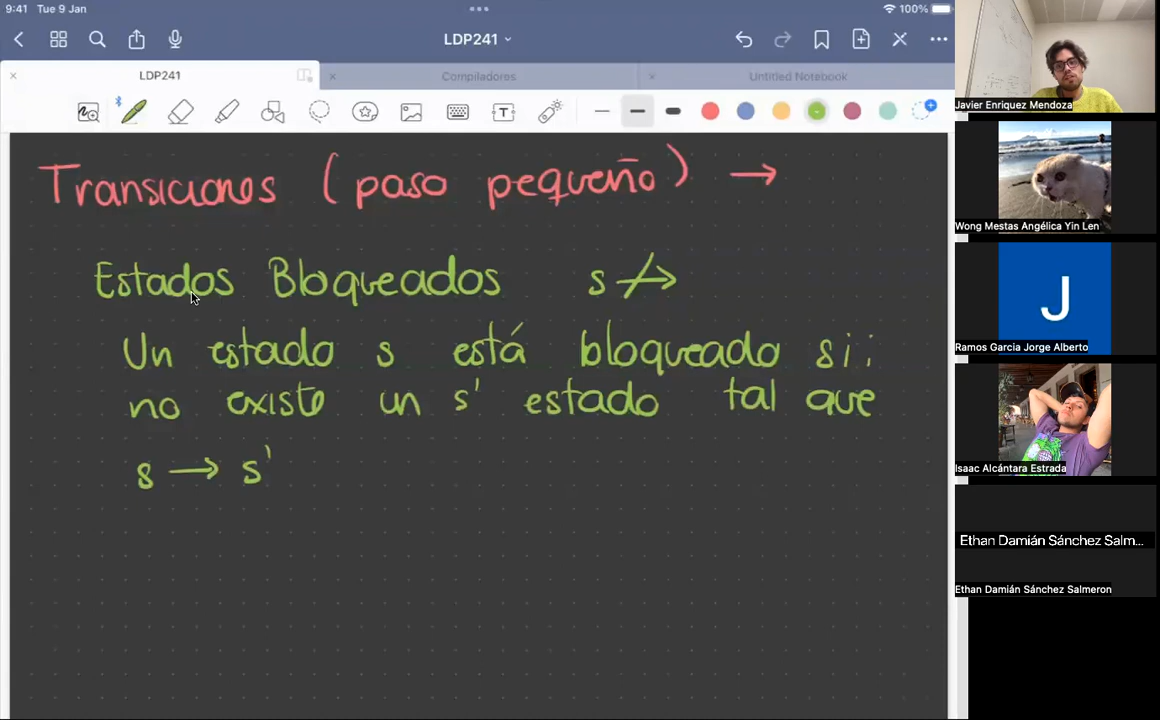 9:41 Tue 9 Jan
100%
LDP241
LDP241
Compiladores
Untitled Notebook
Transiciones (paso pequeño) →
Estados Bloqueados s ↛
Un estado s está bloqueado si:
no existe un s' estado tal que
s → s'
Javier Enriquez Mendoza
Wong Mestas Angélica Yin Len
J
Ramos Garcia Jorge Alberto
Isaac Alcántara Estrada
Ethan Damián Sánchez Salm...
Ethan Damián Sánchez Salmeron